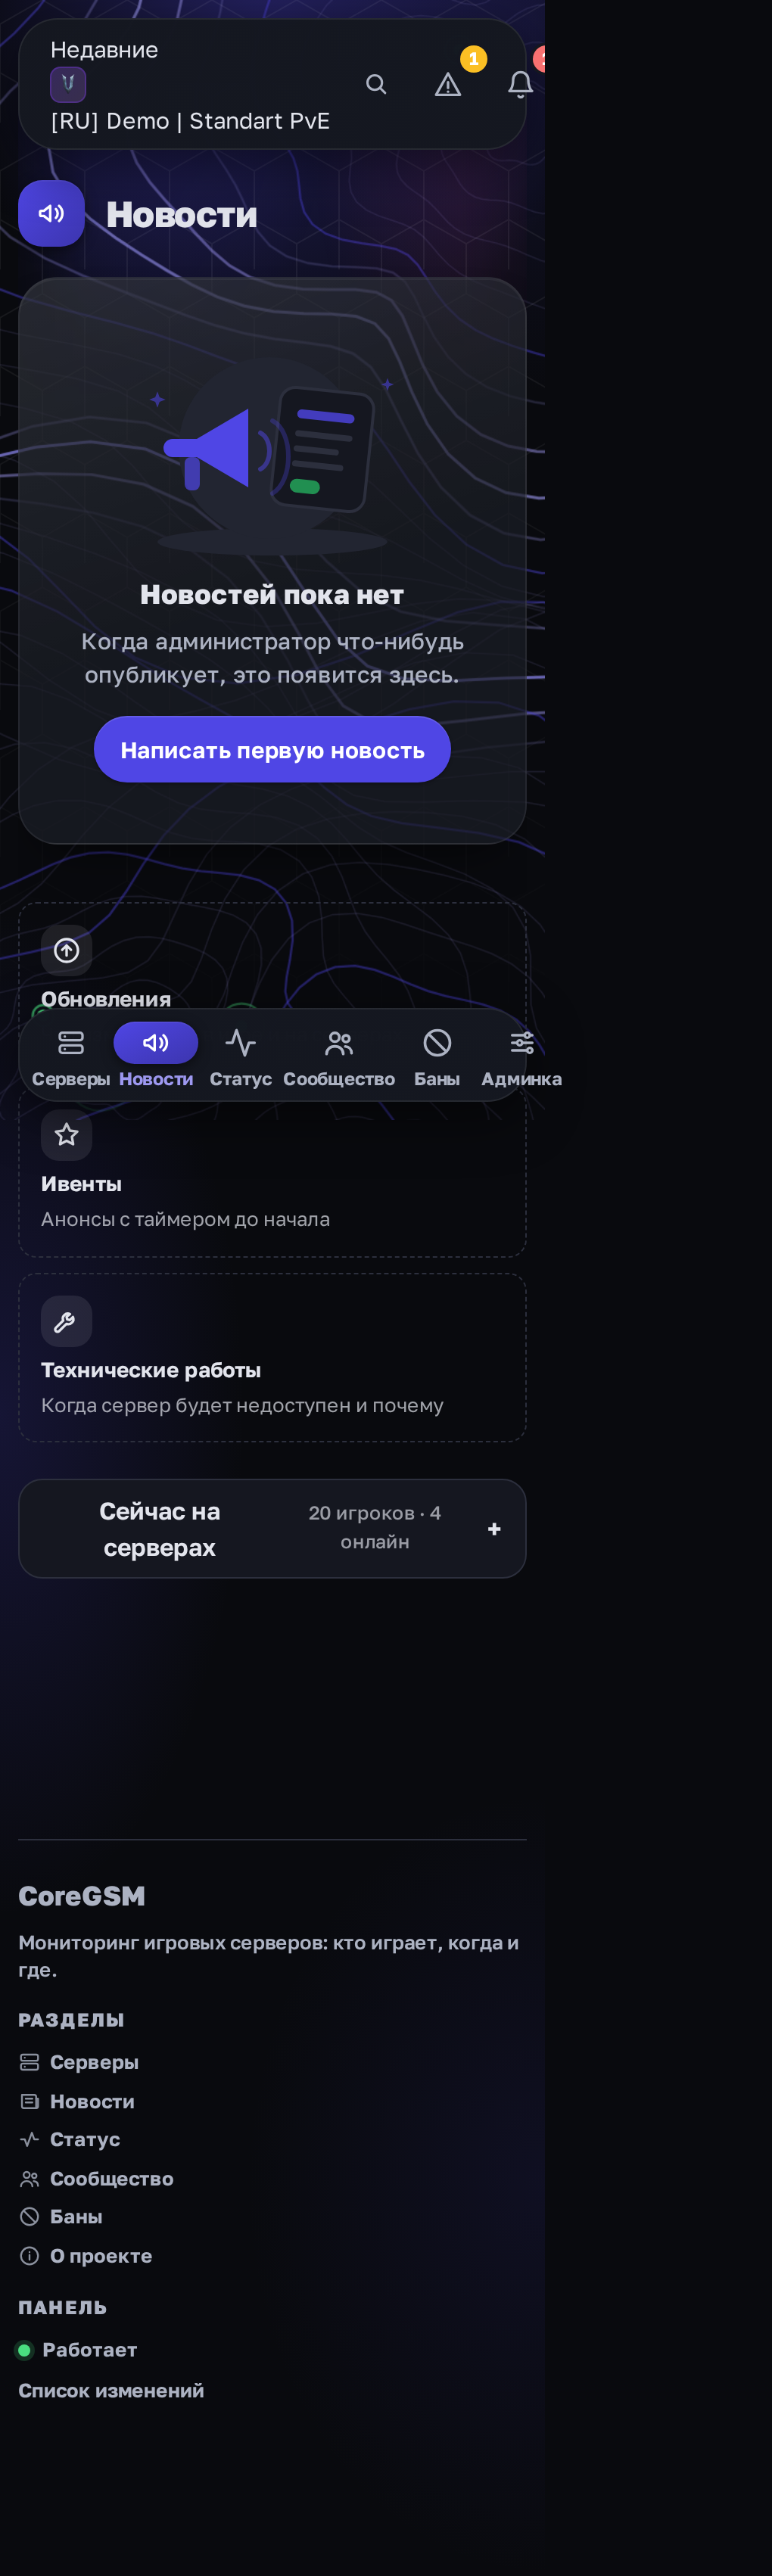 Недавние
[RU] Demo | Standart PvE
1
Новости
Новостей пока нет
Когда администратор что-нибудь
опубликует, это появится здесь.
Написать первую новость
Обновления
Серверы
Новости
Статус
Сообщество
Баны
Админка
Ивенты
Анонсы с таймером до начала
Технические работы
Когда сервер будет недоступен и почему
Сейчас на
серверах
20 игроков · 4
онлайн
+
CoreGSM
Мониторинг игровых серверов: кто играет, когда и
где.
РАЗДЕЛЫ
Серверы
Новости
Статус
Сообщество
Баны
О проекте
ПАНЕЛЬ
Работает
Список изменений